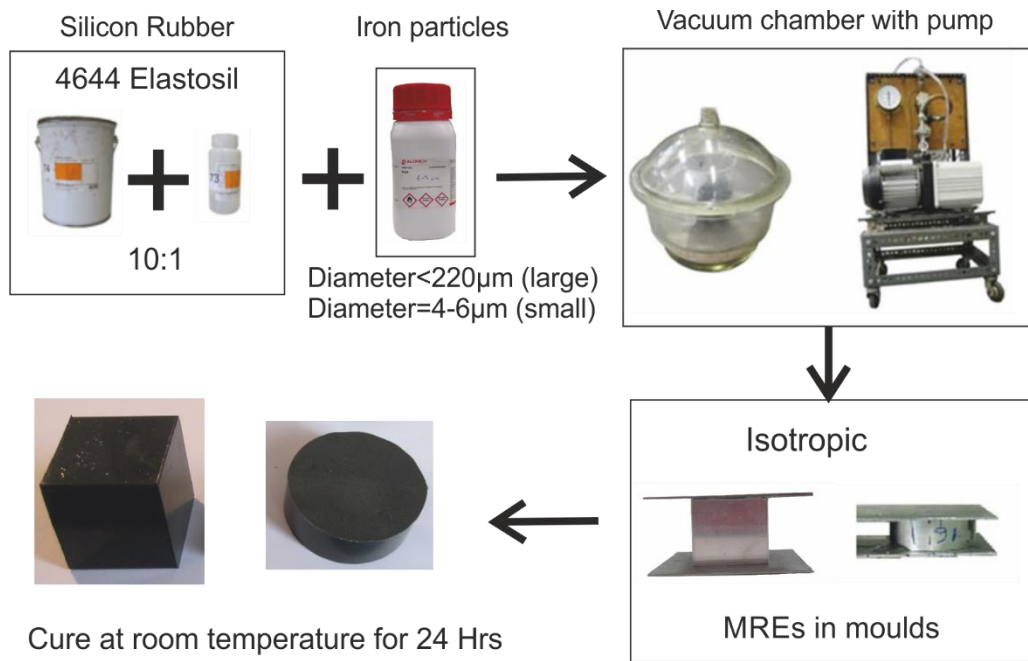 Silicon Rubber
Iron particles
Vacuum chamber with pump
4644 Elastosil
10:1
Diameter<220μm (large)
Diameter=4-6μm (small)
Isotropic
MREs in moulds
Cure at room temperature for 24 Hrs